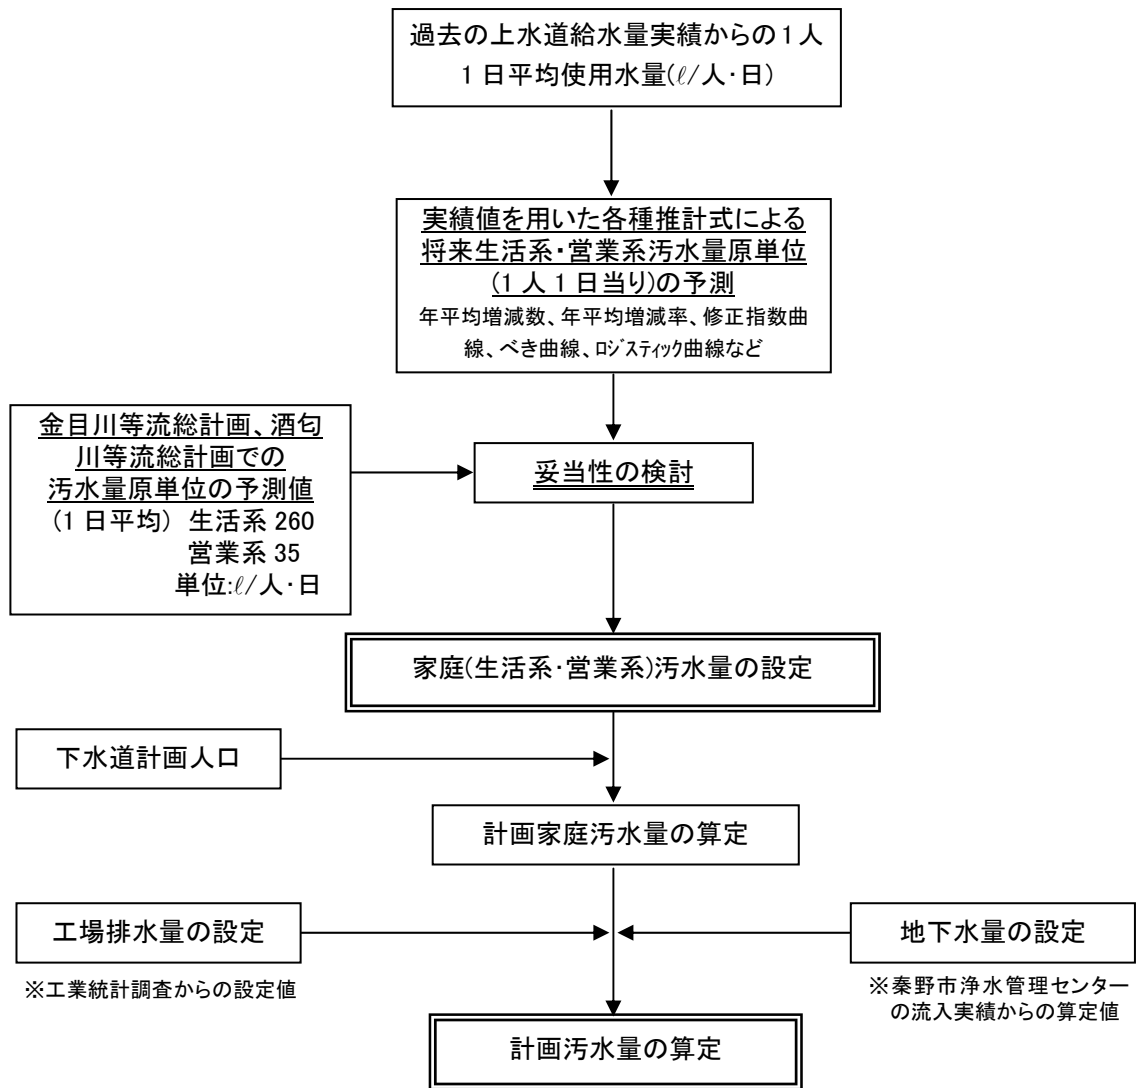 過去の上水道給水量実績からの1人
1日平均使用水量(ℓ/人・日)
実績値を用いた各種推計式による
将来生活系・営業系汚水量原単位
(1人1日当り)の予測
年平均増減数、年平均増減率、修正指数曲
線、べき曲線、ロジスティック曲線など
金目川等流総計画、酒匂
川等流総計画での
汚水量原単位の予測値
(1日平均) 生活系 260
営業系 35
単位:ℓ/人・日
妥当性の検討
家庭(生活系・営業系)汚水量の設定
下水道計画人口
計画家庭汚水量の算定
工場排水量の設定
※工業統計調査からの設定値
地下水量の設定
※秦野市浄水管理センター
の流入実績からの算定値
計画汚水量の算定